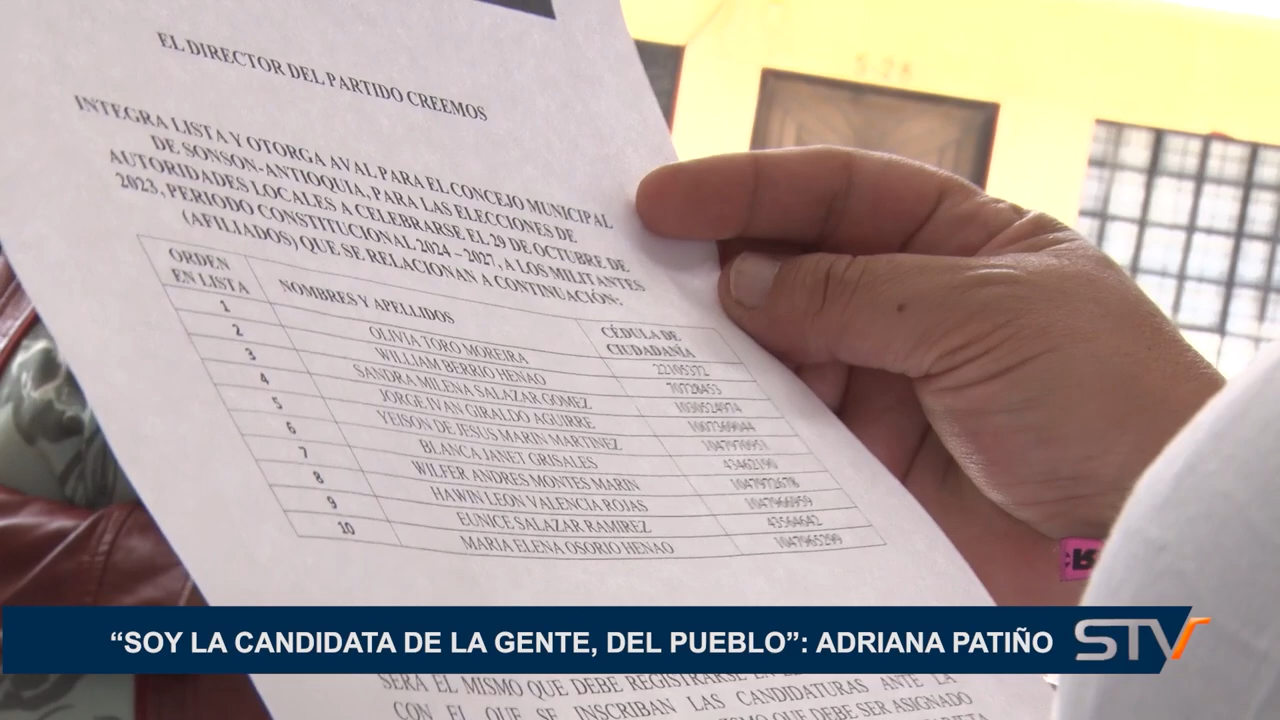 EL DIRECTOR DEL PARTIDO CREEMOS
INTEGRA LISTA Y OTORGA AVAL PARA EL CONCEJO MUNICIPAL
DE SONSON-ANTIOQUIA, PARA LAS ELECCIONES DE
AUTORIDADES LOCALES A CELEBRARSE EL 29 DE OCTUBRE DE
2023, PERIODO CONSTITUCIONAL 2024 – 2027, A LOS MILITANTES
(AFILIADOS) QUE SE RELACIONAN A CONTINUACIÓN:
ORDEN EN LISTA NOMBRES Y APELLIDOS CÉDULA DE CIUDADANÍA
1 OLIVIA TORO MOREIRA
2 WILLIAM BERRIO HENAO
3 SANDRA MILENA SALAZAR GOMEZ
4 JORGE IVAN GIRALDO AGUIRRE
5 YEISON DE JESUS MARIN MARTINEZ
6 BLANCA JANET GRISALES
7 WILFER ANDRES MONTES MARIN
8 HAWIN LEON VALENCIA ROJAS
9 EUNICE SALAZAR RAMIREZ
10 MARIA ELENA OSORIO HENAO
“SOY LA CANDIDATA DE LA GENTE, DEL PUEBLO”: ADRIANA PATIÑO
STV
SERÁ EL MISMO QUE DEBE REGISTRARSE EN
CON EL QUE SE INSCRIBAN LAS CANDIDATURAS ANTE LA
QUE DEBE SER ASIGNADO